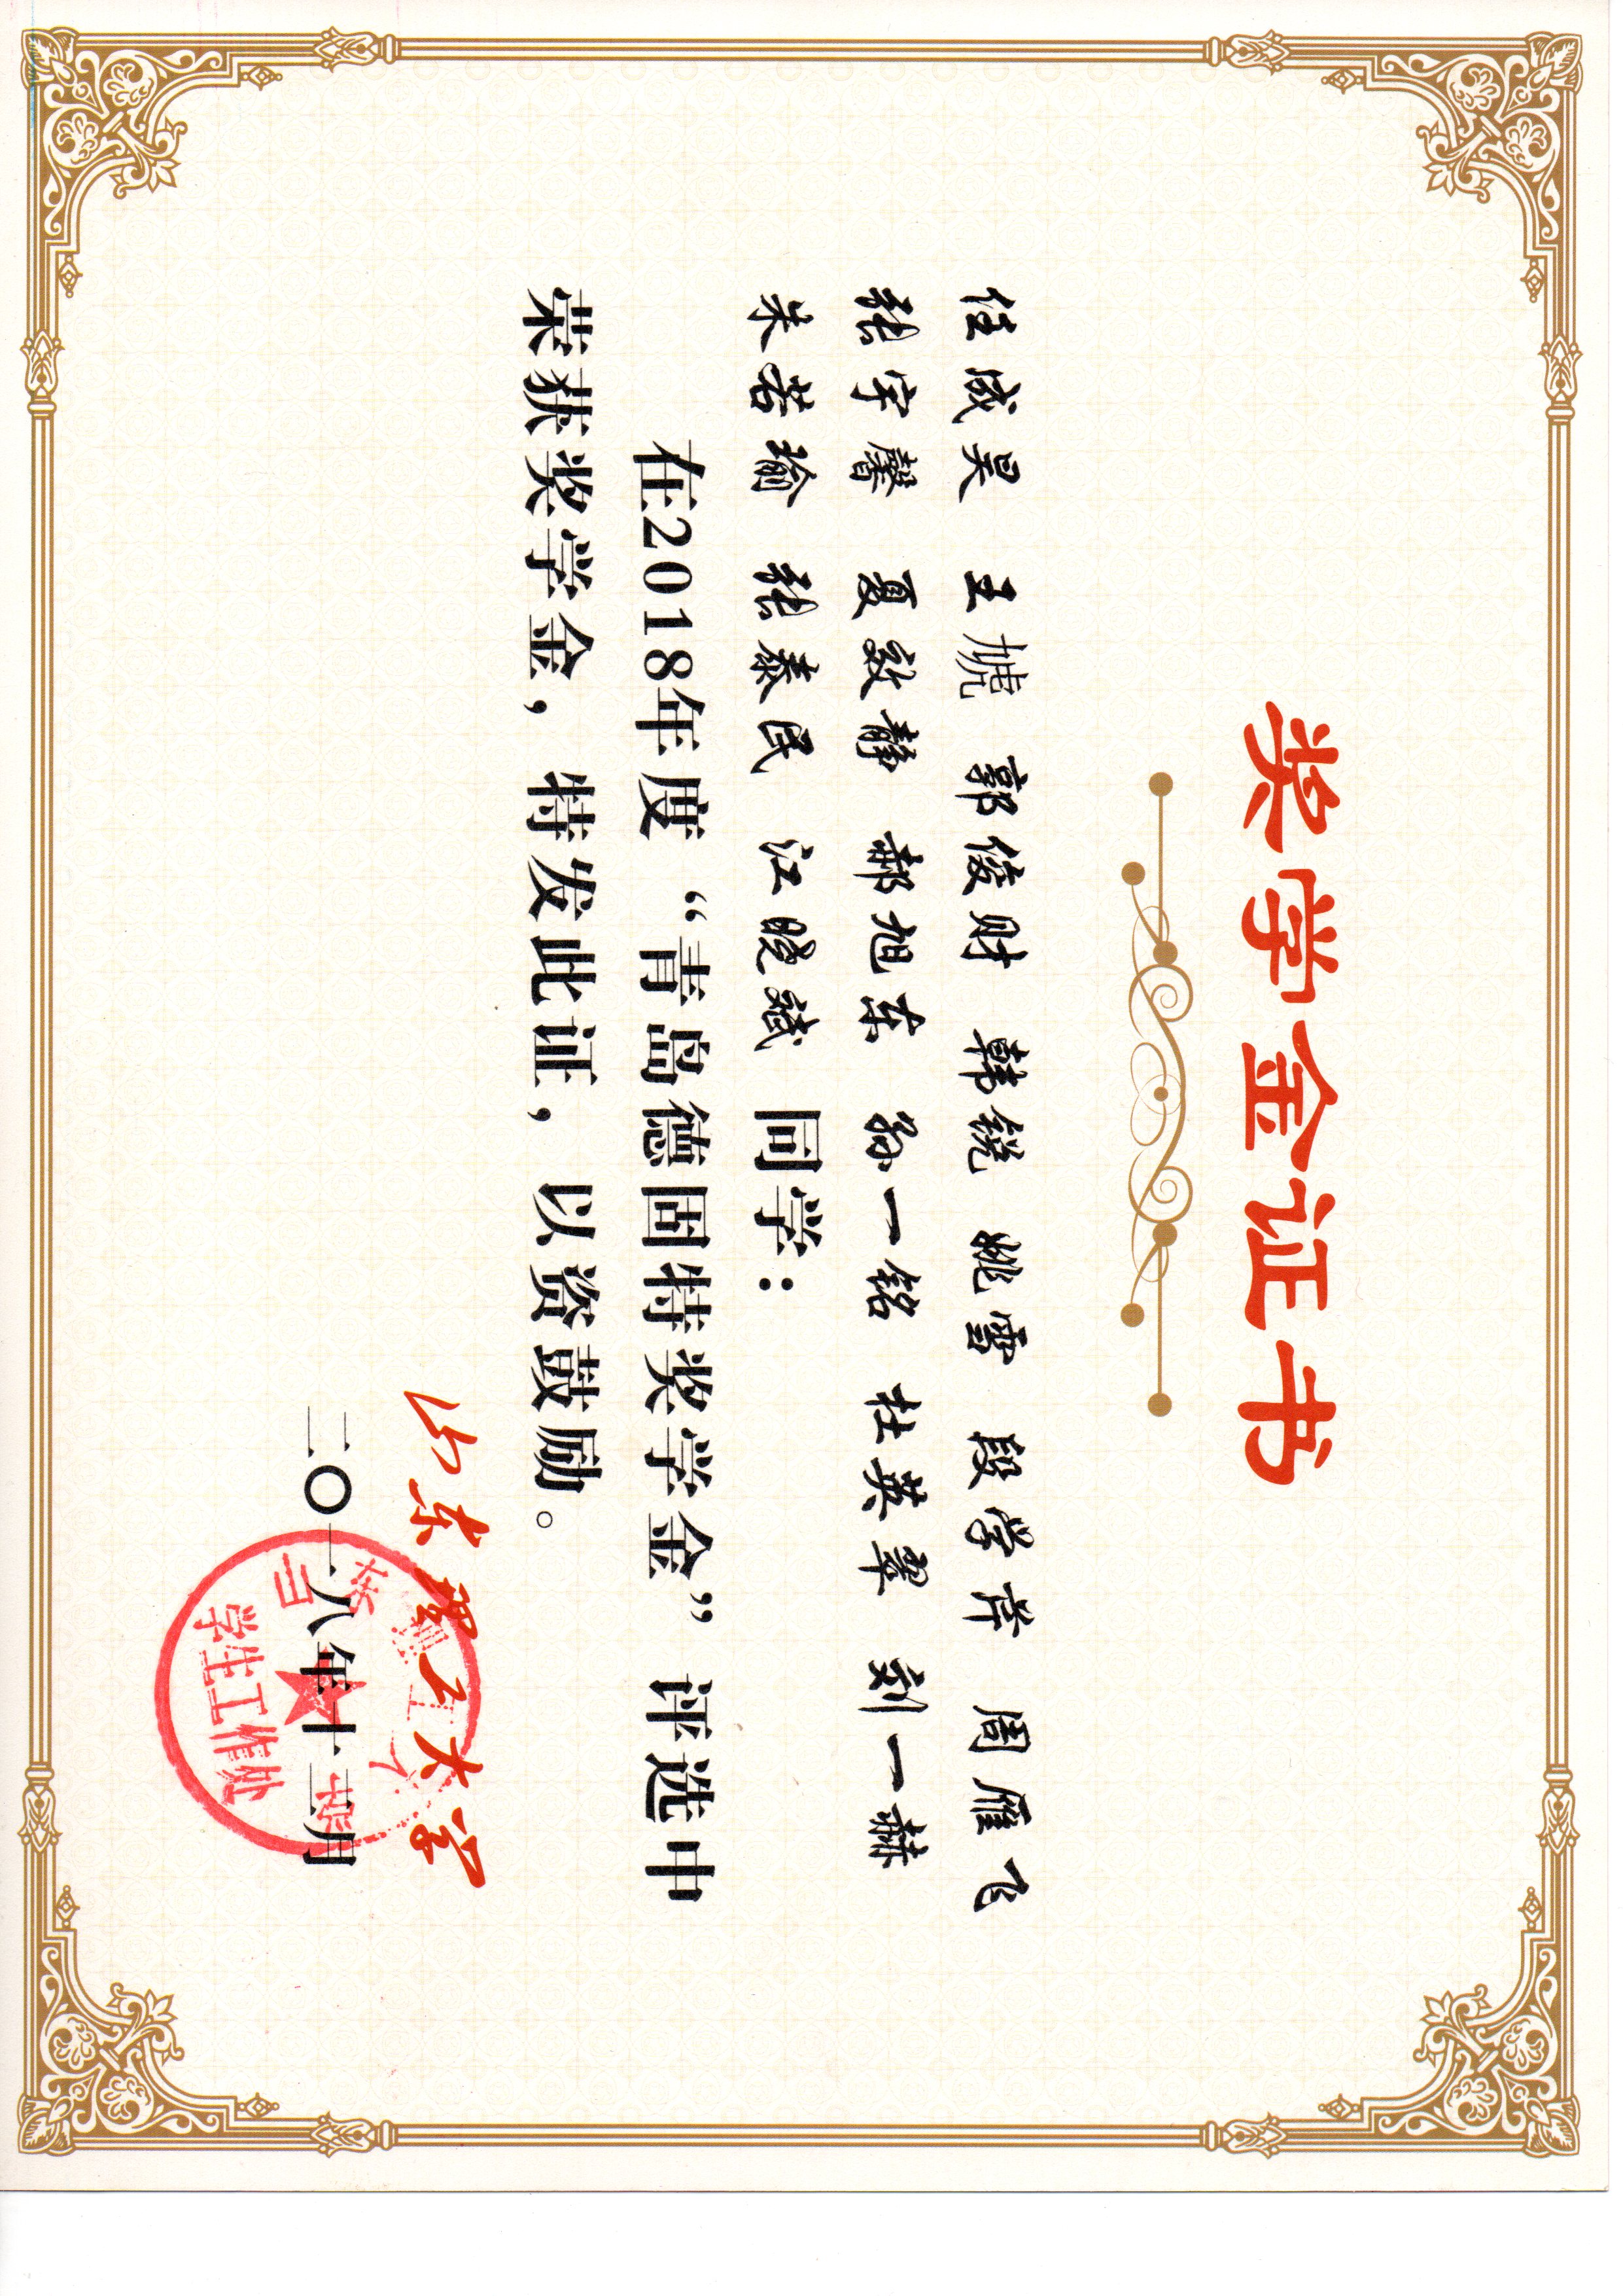 奖学金证书
任成昊 王虓 郭俊财 韩锐 姚雪 段学存 周雁飞
张宇馨 夏效静 郝旭东 孙一铭 杜英翠 刘一赫
朱若瑜 张泰民 江晓斌 同学：
在2018年度“青岛德固特奖学金”评选中
荣获奖学金，特发此证，以资鼓励。
山东理工大学
二〇一八年十二月
学生工作处